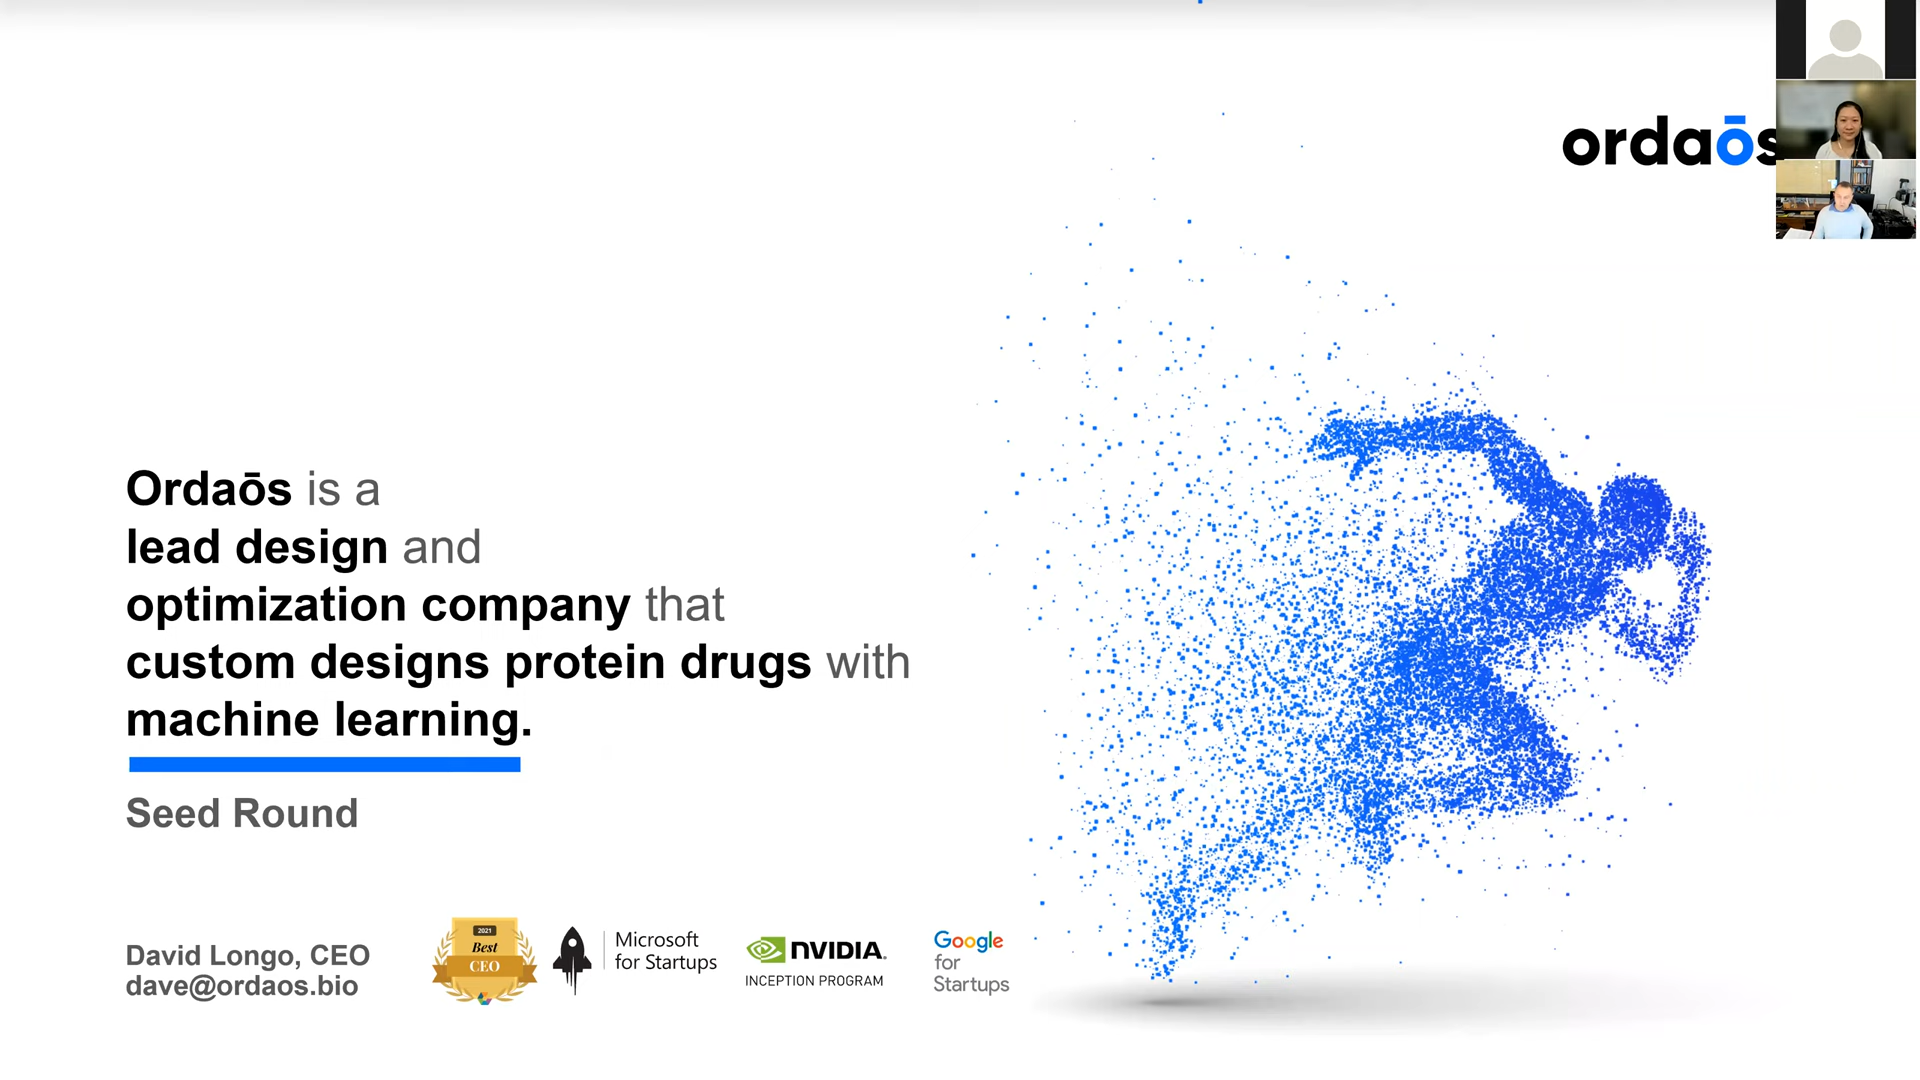 ordaōs
Ordaōs is a
lead design and
optimization company that
custom designs protein drugs with
machine learning.
Seed Round
David Longo, CEO
dave@ordaos.bio
2021
Best
CEO
Microsoft
for Startups
NVIDIA.
INCEPTION PROGRAM
Google
for
Startups